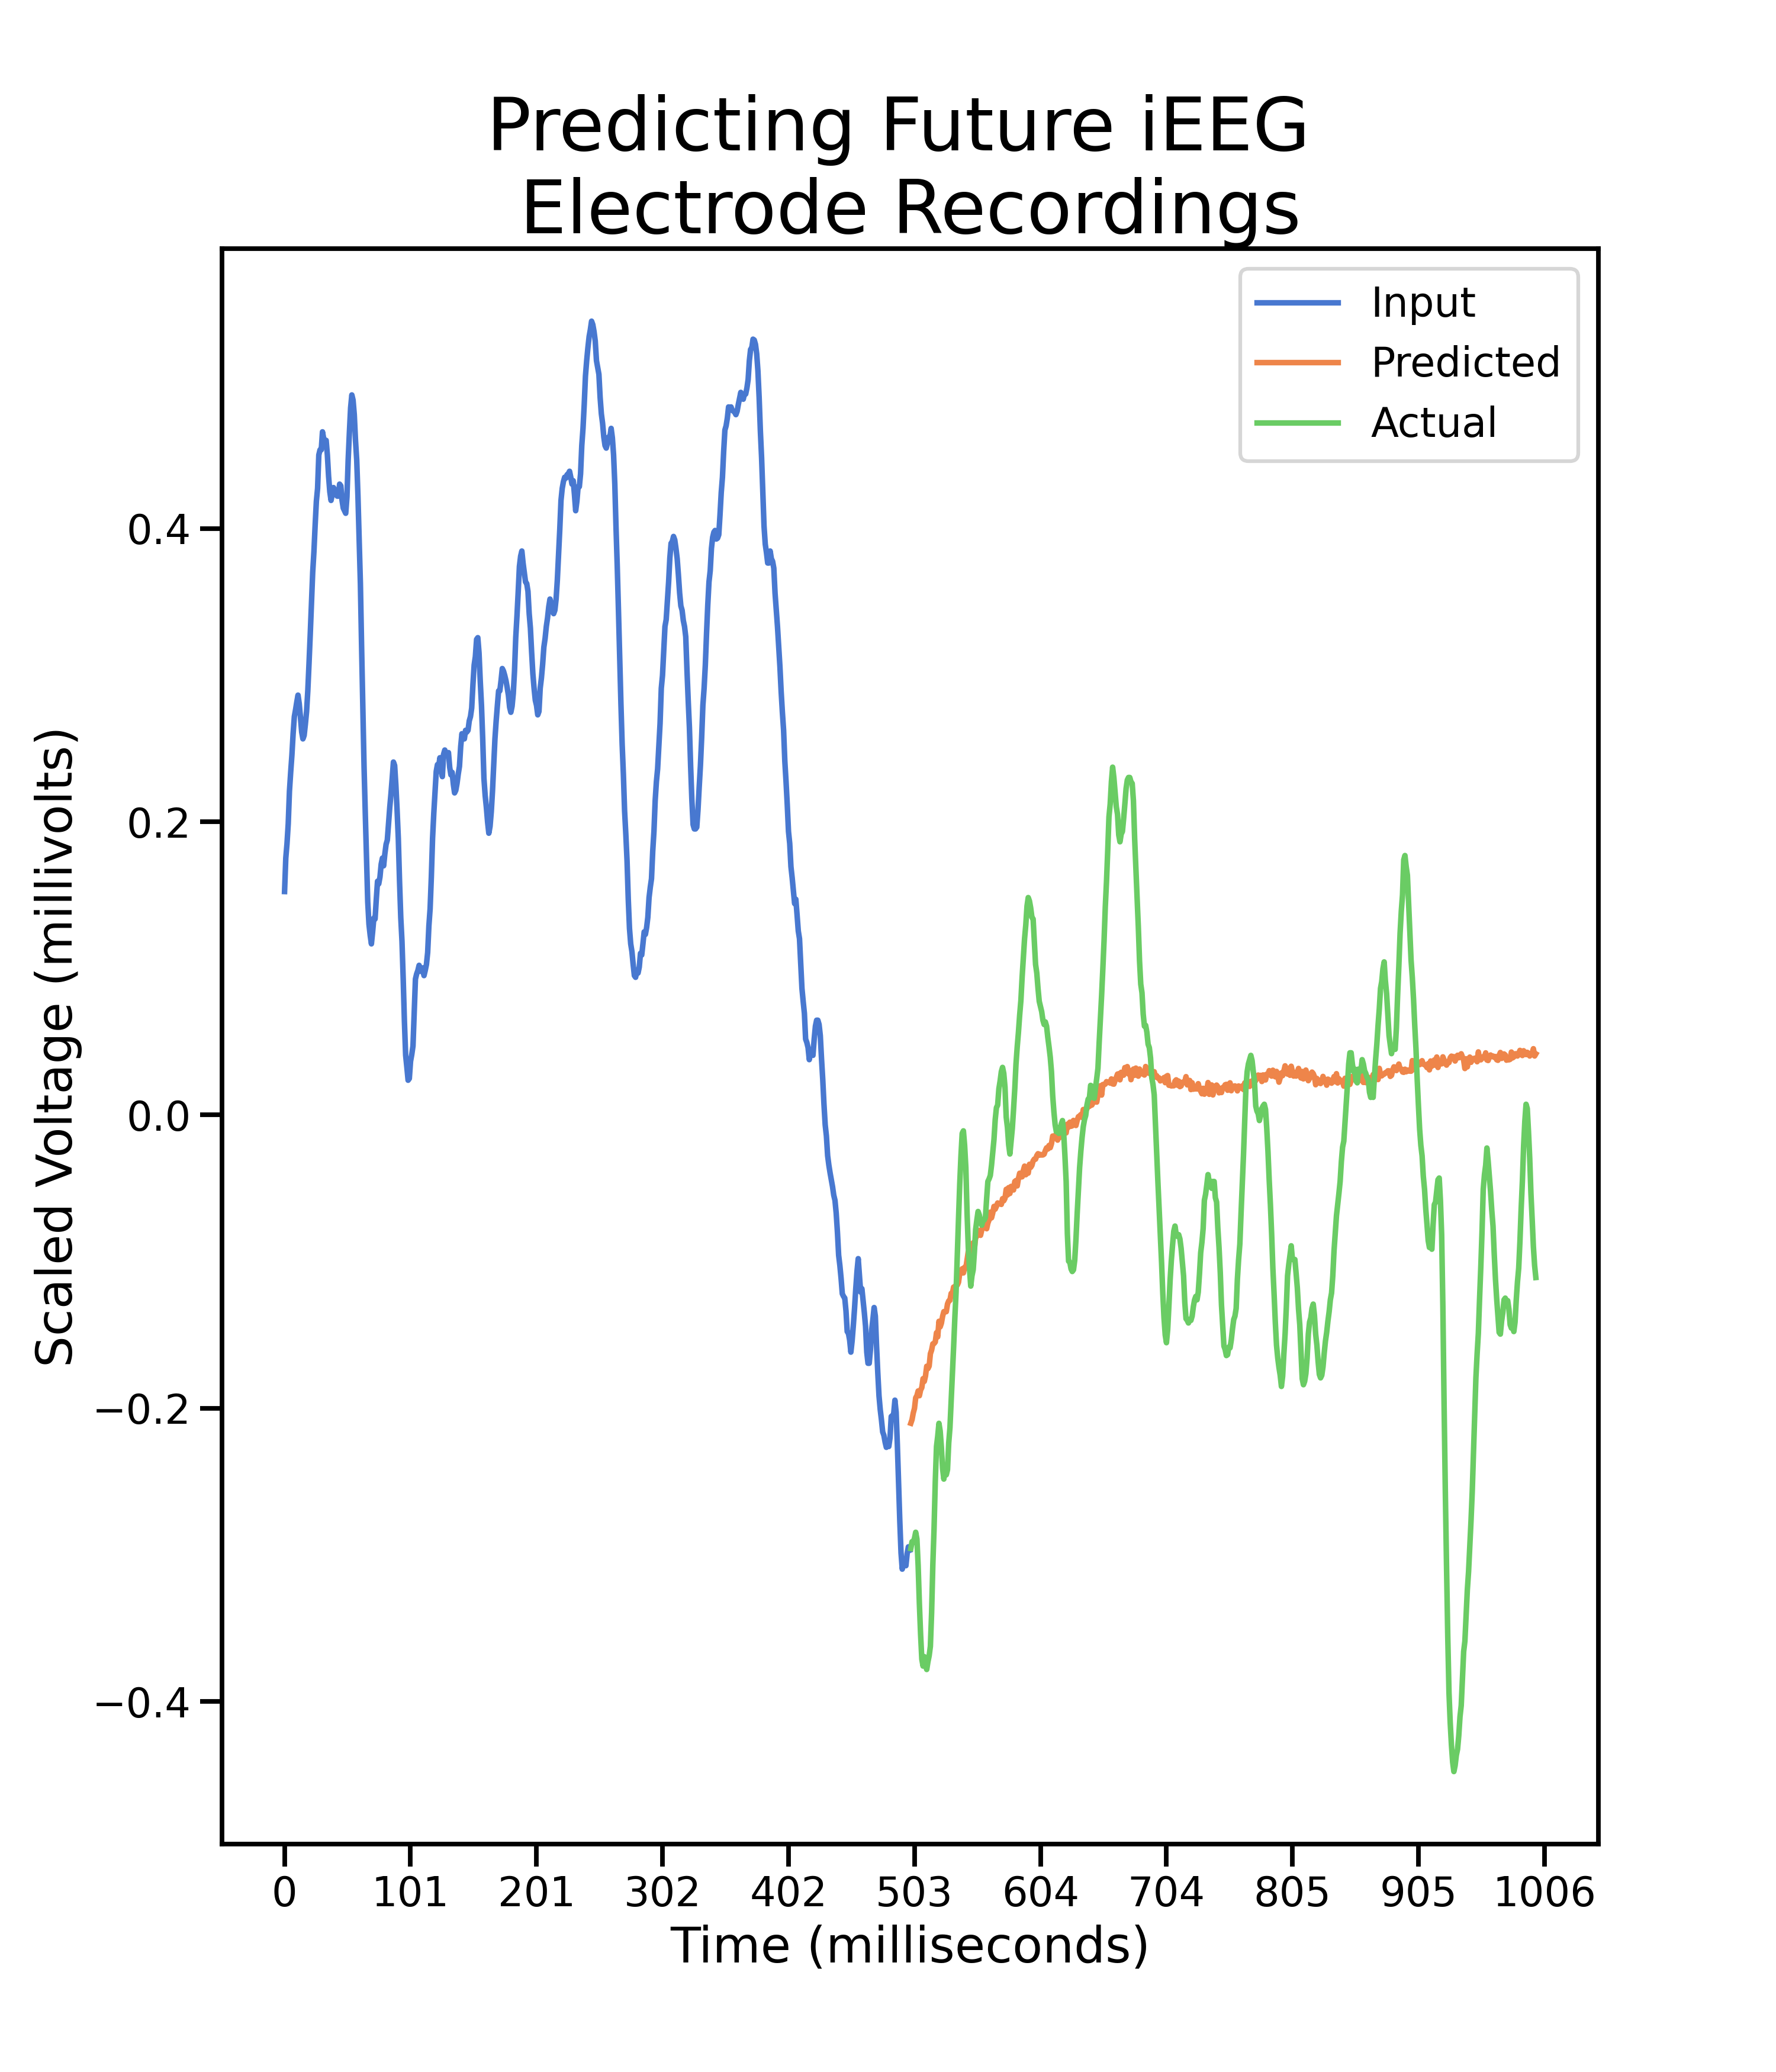 Predicting Future iEEG
Electrode Recordings
Input
Predicted
Actual
Scaled Voltage (millivolts)
0.4
0.2
0.0
−0.2
−0.4
0 101 201 302 402 503 604 704 805 905 1006
Time (milliseconds)